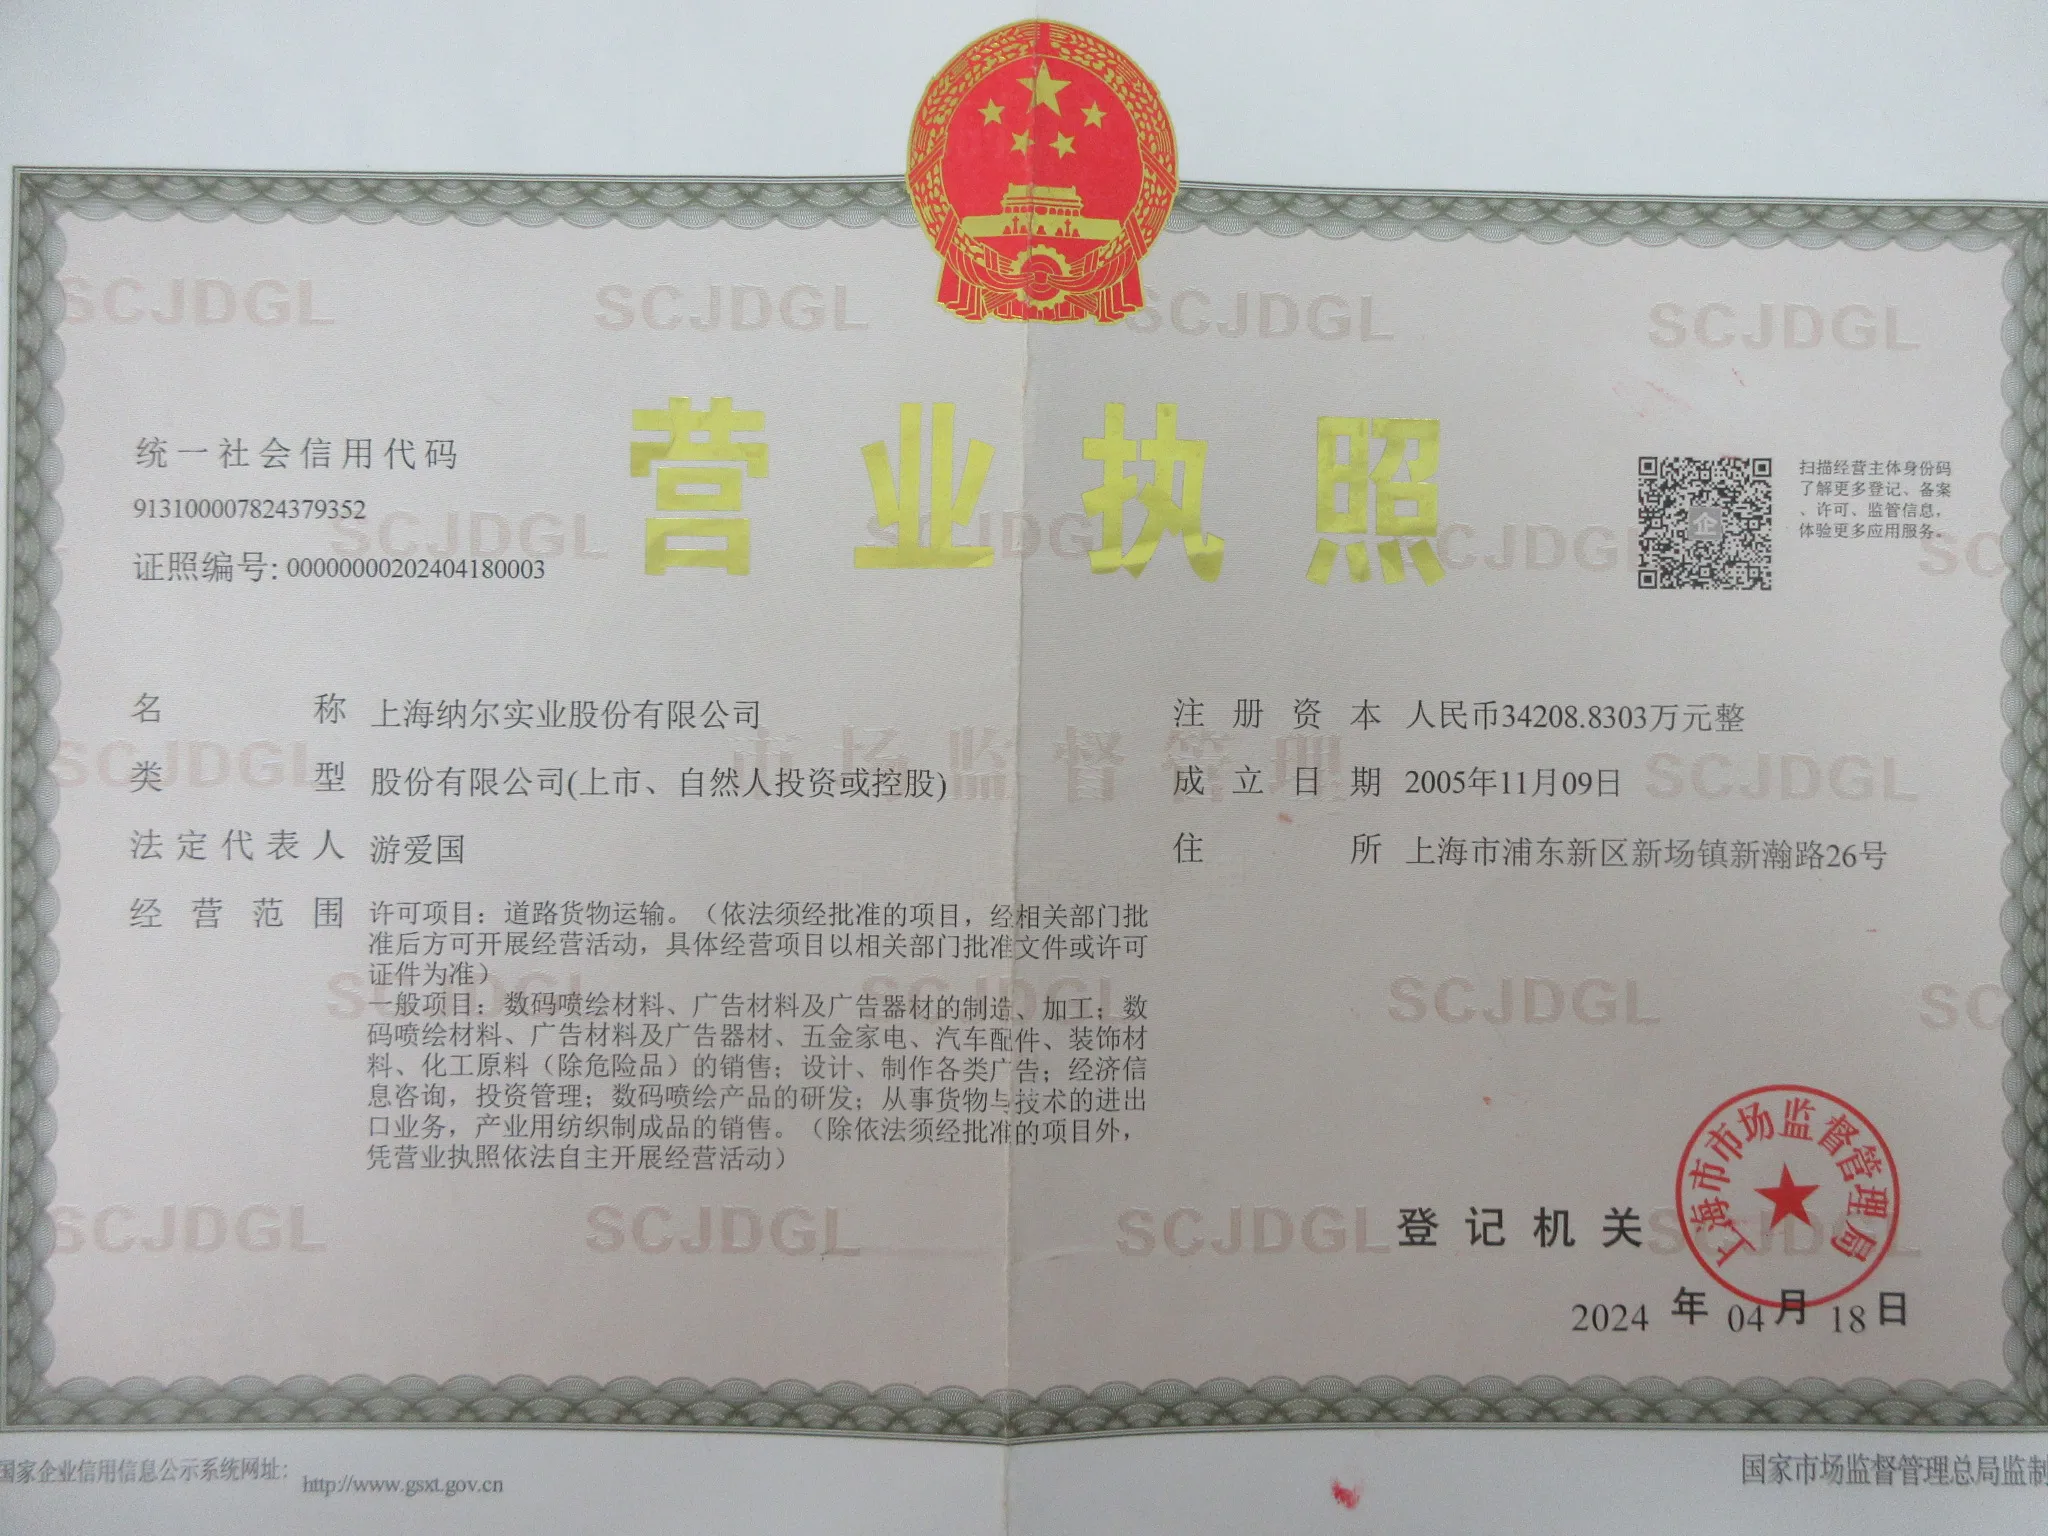 营业执照
统一社会信用代码
913100007824379352
证照编号: 00000000202404180003
扫描经营主体身份码
了解更多登记、备案
、许可、监管信息，
体验更多应用服务。
名称 上海纳尔实业股份有限公司
类型 股份有限公司(上市、自然人投资或控股)
法定代表人 游爱国
经营范围 许可项目：道路货物运输。（依法须经批准的项目，经相关部门批
准后方可开展经营活动，具体经营项目以相关部门批准文件或许可
证件为准）
一般项目：数码喷绘材料、广告材料及广告器材的制造、加工；数
码喷绘材料、广告材料及广告器材、五金家电、汽车配件、装饰材
料、化工原料（除危险品）的销售；设计、制作各类广告；经济信
息咨询，投资管理；数码喷绘产品的研发；从事货物与技术的进出
口业务，产业用纺织制成品的销售。（除依法须经批准的项目外，
凭营业执照依法自主开展经营活动）
注册资本 人民币34208.8303万元整
成立日期 2005年11月09日
住所 上海市浦东新区新场镇新瀚路26号
市场监督管理
SCJDGL
登记机关
上海市市场监督管理局
2024 年 04 月 18 日
国家企业信用信息公示系统网址：http://www.gsxt.gov.cn
国家市场监督管理总局监制